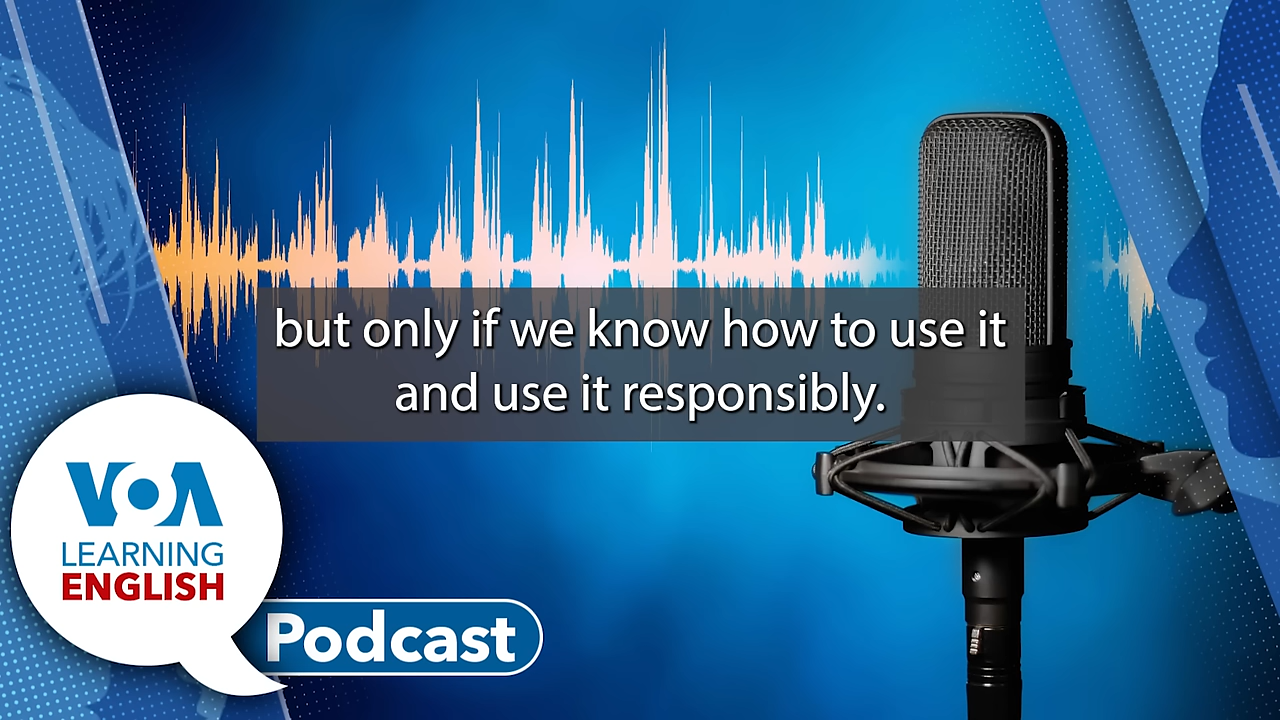 but only if we know how to use it
and use it responsibly.
VOA
LEARNING
ENGLISH
Podcast